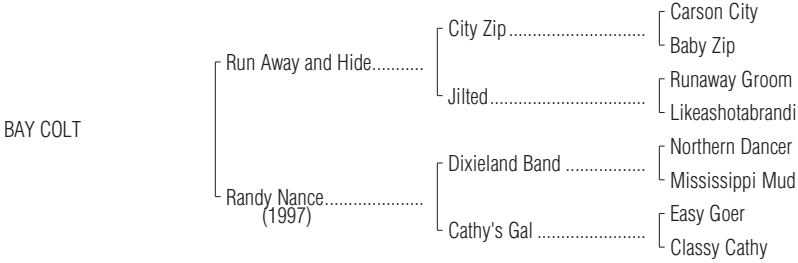 Carson City
City Zip..............................
Baby Zip
Run Away and Hide...........
Runaway Groom
Jilted..................................
Likeashotabrandi
BAY COLT
Northern Dancer
Dixieland Band .................
Mississippi Mud
Randy Nance.....................
(1997)
Easy Goer
Cathy's Gal .......................
Classy Cathy